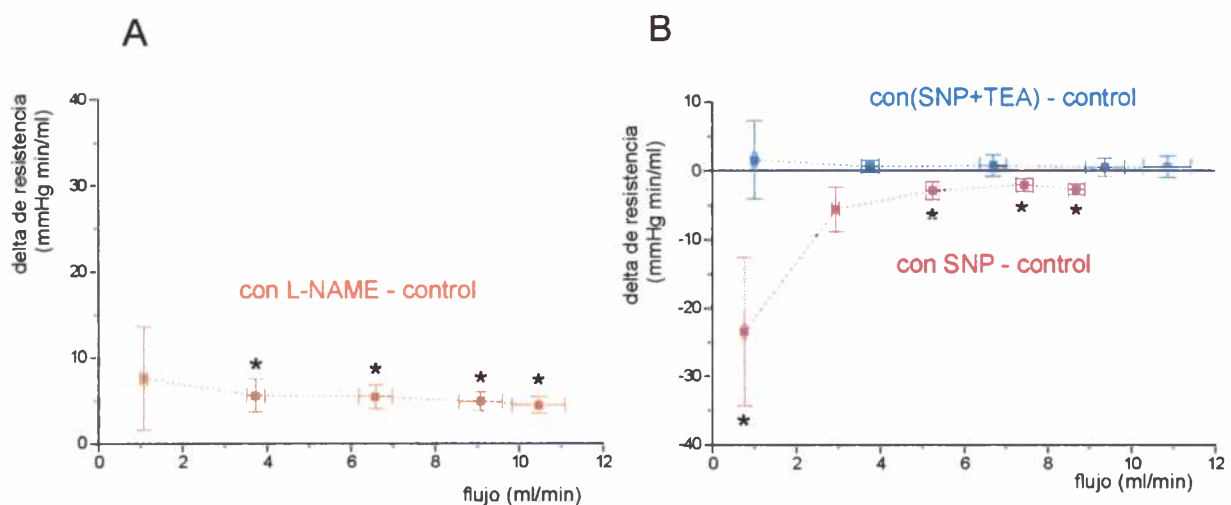 A
delta de resistencia
(mmHg min/ml)
40
30
20
10
0
con L-NAME - control
*
*
*
*
0 2 4 6 8 10 12
flujo (ml/min)
B
delta de resistencia
(mmHg min/ml)
10
0
-10
-20
-30
-40
con(SNP+TEA) - control
*
*
*
con SNP - control
*
0 2 4 6 8 10 12
flujo (ml/min)